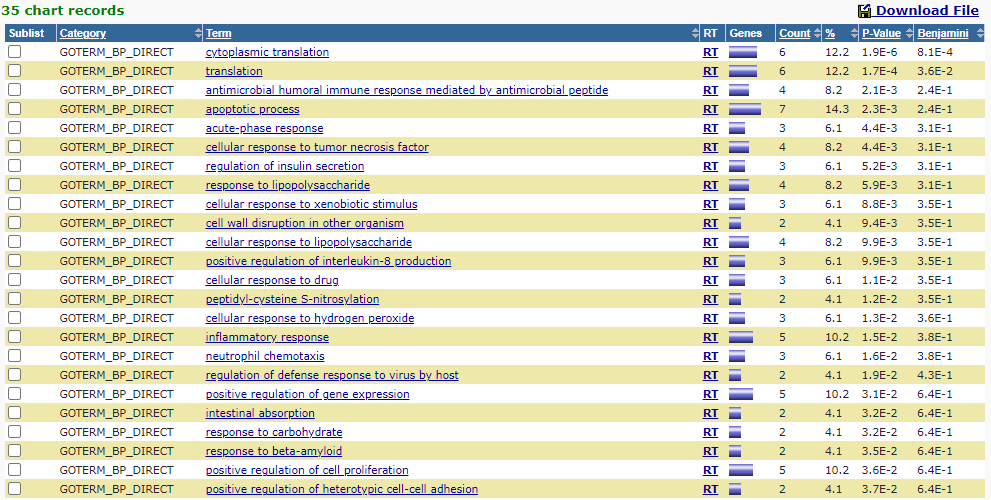 35 chart records Download File
Sublist Category Term RT Genes Count % P-Value Benjamini
GOTERM_BP_DIRECT cytoplasmic translation RT 6 12.2 1.9E-6 8.1E-4
GOTERM_BP_DIRECT translation RT 6 12.2 1.7E-4 3.6E-2
GOTERM_BP_DIRECT antimicrobial humoral immune response mediated by antimicrobial peptide RT 4 8.2 2.1E-3 2.4E-1
GOTERM_BP_DIRECT apoptotic process RT 7 14.3 2.3E-3 2.4E-1
GOTERM_BP_DIRECT acute-phase response RT 3 6.1 4.4E-3 3.1E-1
GOTERM_BP_DIRECT cellular response to tumor necrosis factor RT 4 8.2 4.4E-3 3.1E-1
GOTERM_BP_DIRECT regulation of insulin secretion RT 3 6.1 5.2E-3 3.1E-1
GOTERM_BP_DIRECT response to lipopolysaccharide RT 4 8.2 5.9E-3 3.1E-1
GOTERM_BP_DIRECT cellular response to xenobiotic stimulus RT 3 6.1 8.8E-3 3.5E-1
GOTERM_BP_DIRECT cell wall disruption in other organism RT 2 4.1 9.4E-3 3.5E-1
GOTERM_BP_DIRECT cellular response to lipopolysaccharide RT 4 8.2 9.9E-3 3.5E-1
GOTERM_BP_DIRECT positive regulation of interleukin-8 production RT 3 6.1 9.9E-3 3.5E-1
GOTERM_BP_DIRECT cellular response to drug RT 3 6.1 1.1E-2 3.5E-1
GOTERM_BP_DIRECT peptidyl-cysteine S-nitrosylation RT 2 4.1 1.2E-2 3.5E-1
GOTERM_BP_DIRECT cellular response to hydrogen peroxide RT 3 6.1 1.3E-2 3.6E-1
GOTERM_BP_DIRECT inflammatory response RT 5 10.2 1.5E-2 3.8E-1
GOTERM_BP_DIRECT neutrophil chemotaxis RT 3 6.1 1.6E-2 3.8E-1
GOTERM_BP_DIRECT regulation of defense response to virus by host RT 2 4.1 1.9E-2 4.3E-1
GOTERM_BP_DIRECT positive regulation of gene expression RT 5 10.2 3.1E-2 6.4E-1
GOTERM_BP_DIRECT intestinal absorption RT 2 4.1 3.2E-2 6.4E-1
GOTERM_BP_DIRECT response to carbohydrate RT 2 4.1 3.2E-2 6.4E-1
GOTERM_BP_DIRECT response to beta-amyloid RT 2 4.1 3.5E-2 6.4E-1
GOTERM_BP_DIRECT positive regulation of cell proliferation RT 5 10.2 3.6E-2 6.4E-1
GOTERM_BP_DIRECT positive regulation of heterotypic cell-cell adhesion RT 2 4.1 3.7E-2 6.4E-1